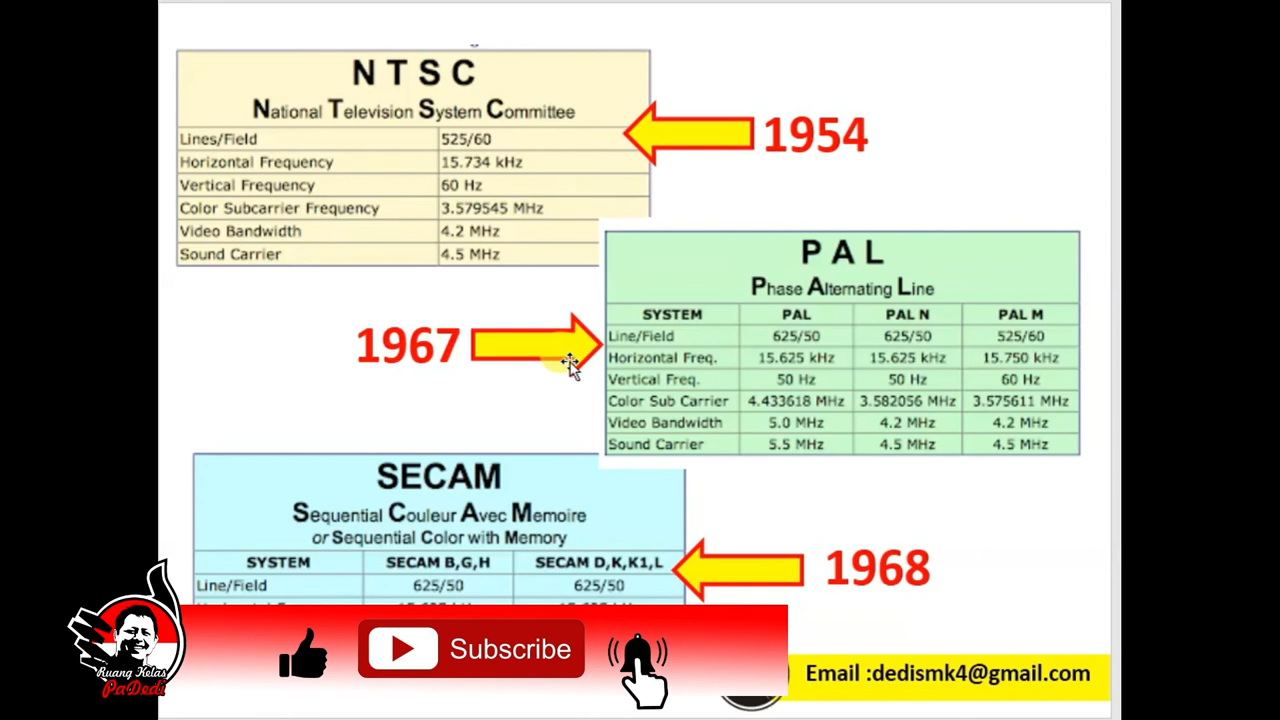 N T S C
National Television System Committee
Lines/Field 525/60
Horizontal Frequency 15.734 kHz
Vertical Frequency 60 Hz
Color Subcarrier Frequency 3.579545 MHz
Video Bandwidth 4.2 MHz
Sound Carrier 4.5 MHz
1954
P A L
Phase Alternating Line
SYSTEM PAL PAL N PAL M
Line/Field 625/50 625/50 525/60
Horizontal Freq. 15.625 kHz 15.625 kHz 15.750 kHz
Vertical Freq. 50 Hz 50 Hz 60 Hz
Color Sub Carrier 4.433618 MHz 3.582056 MHz 3.575611 MHz
Video Bandwidth 5.0 MHz 4.2 MHz 4.2 MHz
Sound Carrier 5.5 MHz 4.5 MHz 4.5 MHz
1967
SECAM
Sequential Couleur Avec Memoire
or Sequential Color with Memory
SYSTEM SECAM B,G,H SECAM D,K,K1,L
Line/Field 625/50 625/50
1968
Ruang Kelas
PaDedi
Subscribe
Email :dedismk4@gmail.com